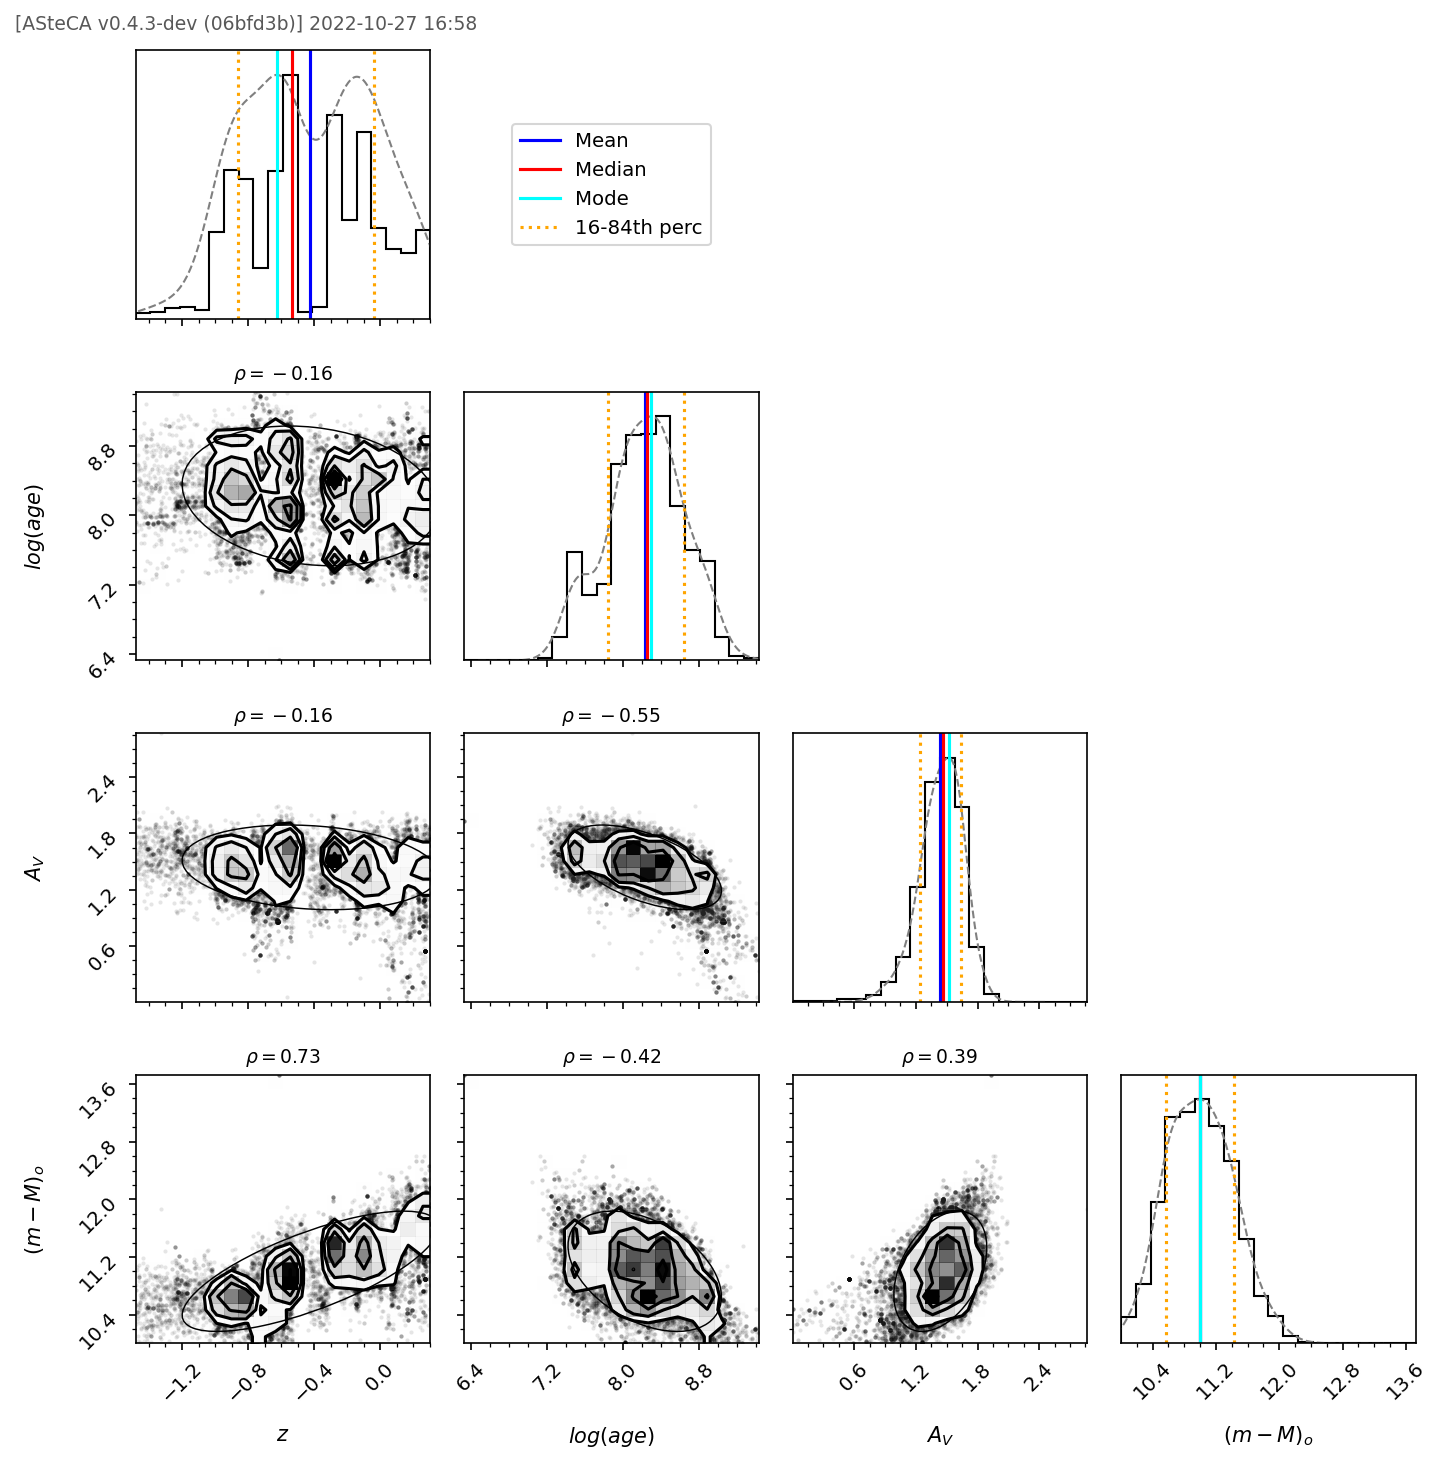 [ASteCA v0.4.3-dev (06bfd3b)] 2022-10-27 16:58
Mean
Median
Mode
16-84th perc
ρ = −0.16
log(age)
8.8
8.0
7.2
6.4
ρ = −0.16
ρ = −0.55
A_V
2.4
1.8
1.2
0.6
ρ = 0.73
ρ = −0.42
ρ = 0.39
(m − M)_o
13.6
12.8
12.0
11.2
10.4
−1.2 −0.8 −0.4 0.0
6.4 7.2 8.0 8.8
0.6 1.2 1.8 2.4
10.4 11.2 12.0 12.8 13.6
z
log(age)
A_V
(m − M)_o